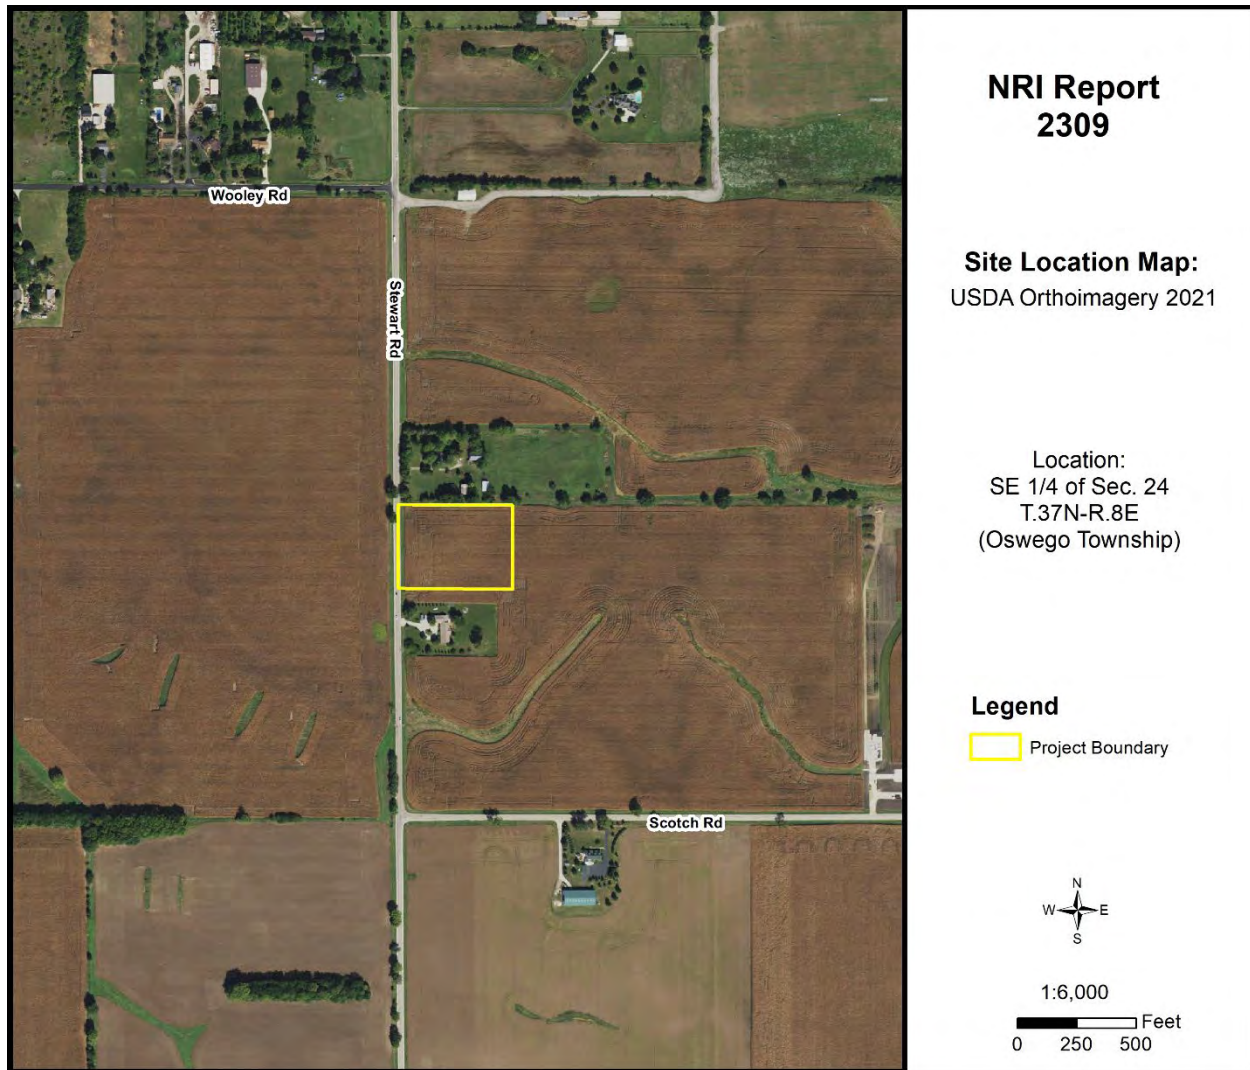 NRI Report
2309
Site Location Map:
USDA Orthoimagery 2021
Location:
SE 1/4 of Sec. 24
T.37N-R.8E
(Oswego Township)
Legend
Project Boundary
N
W E
S
1:6,000
Feet
0 250 500
Wooley Rd
Stewart Rd
Scotch Rd